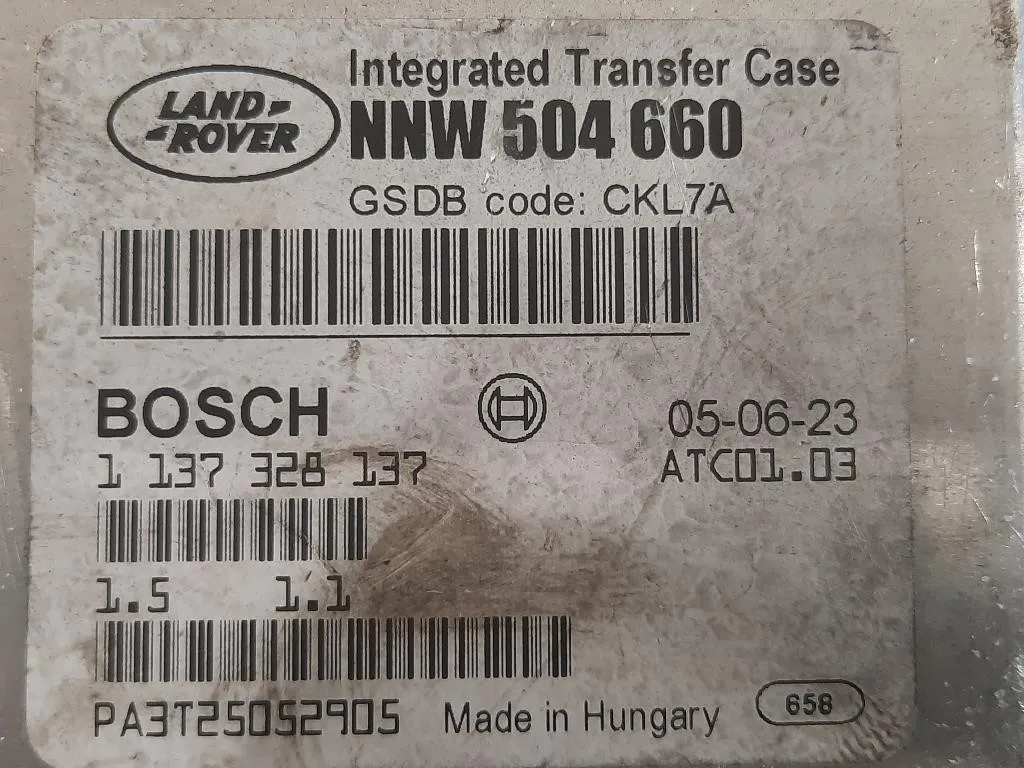 LAND
ROVER
Integrated Transfer Case
NNW 504 660
GSDB code: CKL7A
BOSCH
05-06-23
1 137 328 137
ATC01.03
1.5 1.1
PA3T25052905
Made in Hungary
658